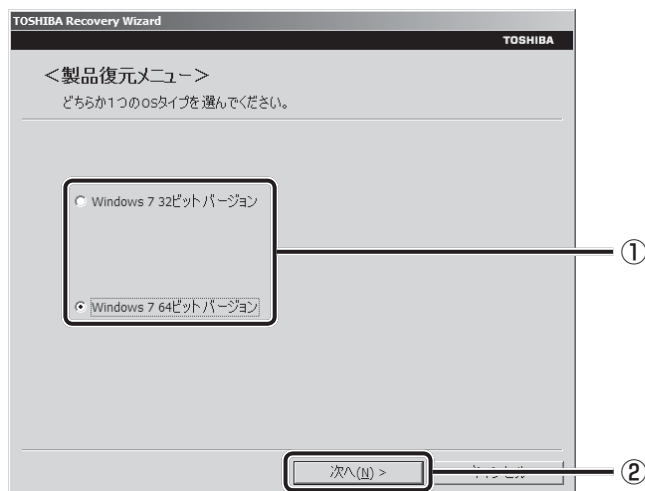 TOSHIBA Recovery Wizard
TOSHIBA
<製品復元メニュー>
どちらか1つのOSタイプを選んでください。
Windows 7 32ビットバージョン
①
Windows 7 64ビットバージョン
次へ(N) >
②